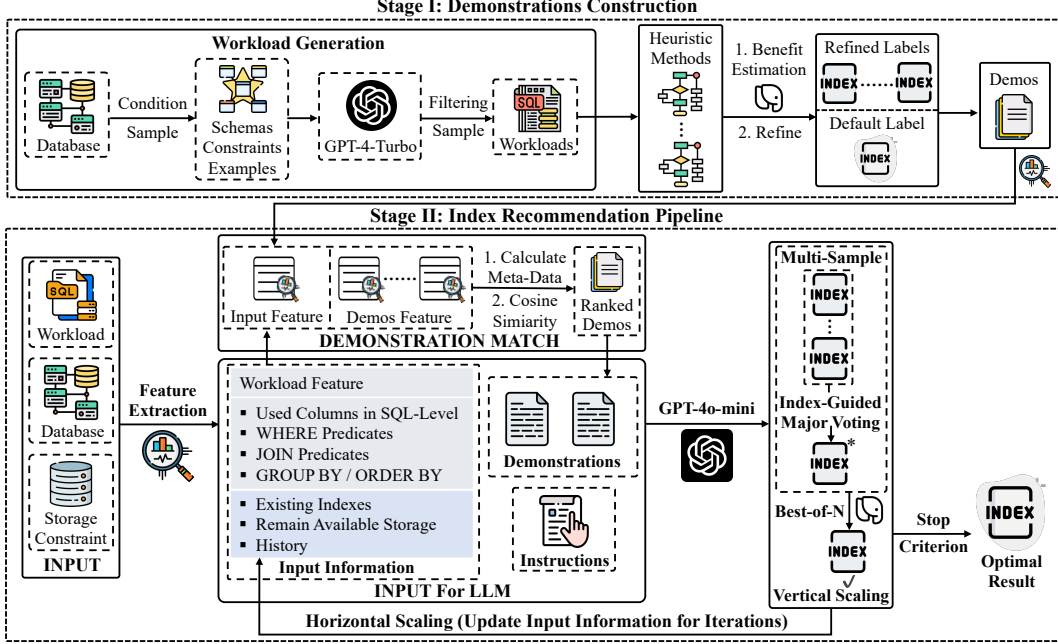 Stage I: Demonstrations Construction
Workload Generation
Database
Condition
Sample
Schemas
Constraints
Examples
GPT-4-Turbo
Filtering
Sample
SQL
Workloads
Heuristic
Methods
1. Benefit
Estimation
2. Refine
Refined Labels
INDEX
INDEX
Default Label
INDEX
Demos
Stage II: Index Recommendation Pipeline
SQL
Workload
Database
Storage
Constraint
INPUT
Feature
Extraction
Input Feature
Demos Feature
1. Calculate
Meta-Data
2. Cosine
Simiarity
Ranked
Demos
DEMONSTRATION MATCH
Workload Feature
▪ Used Columns in SQL-Level
▪ WHERE Predicates
▪ JOIN Predicates
▪ GROUP BY / ORDER BY
▪ Existing Indexes
▪ Remain Available Storage
▪ History
Input Information
Demonstrations
Instructions
INPUT For LLM
GPT-4o-mini
Multi-Sample
INDEX
INDEX
Index-Guided
Major Voting
INDEX*
Best-of-N
INDEX
Vertical Scaling
Stop
Criterion
INDEX
Optimal
Result
Horizontal Scaling (Update Input Information for Iterations)